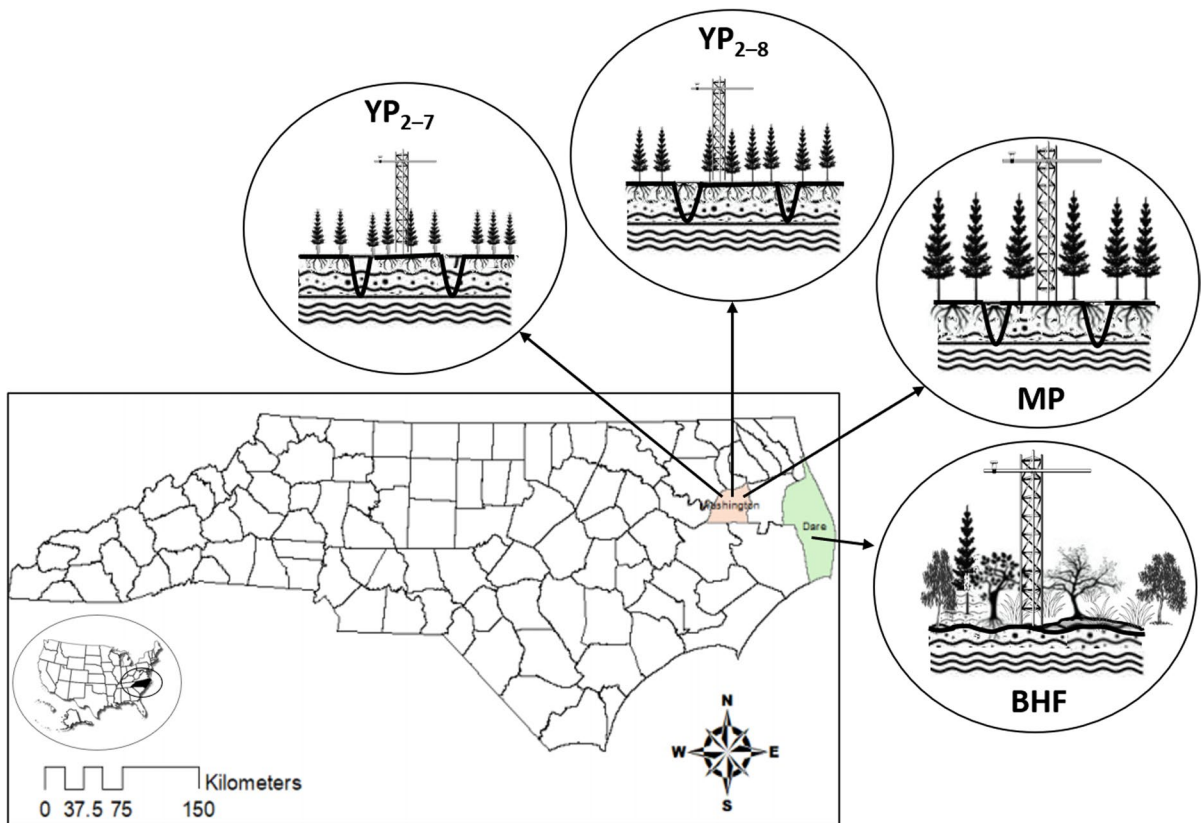 YP2–8
YP2–7
MP
Washington
Dare
BHF
N
W E
S
Kilometers
0 37.5 75 150